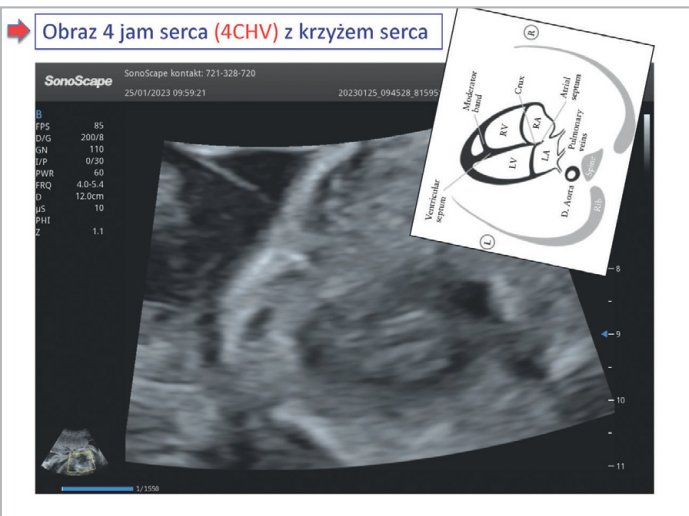 Obraz 4 jam serca (4CHV) z krzyżem serca
SonoScape
SonoScape kontakt: 721-328-720
25/01/2023 09:59:21
20230125_094528_81595
B
FPS 85
D/G 200/8
GN 110
I/P 0/30
PWR 60
FRQ 4.0-5.4
D 12.0cm
µS 10
PHI
Z 1.1
R
Moderator
band
Crux
Atrial
septum
RV
RA
LV
LA
Pulmonary
veins
Ventricular
septum
D. Aorta
Spine
Rib
L
8
9
10
11
1/1550